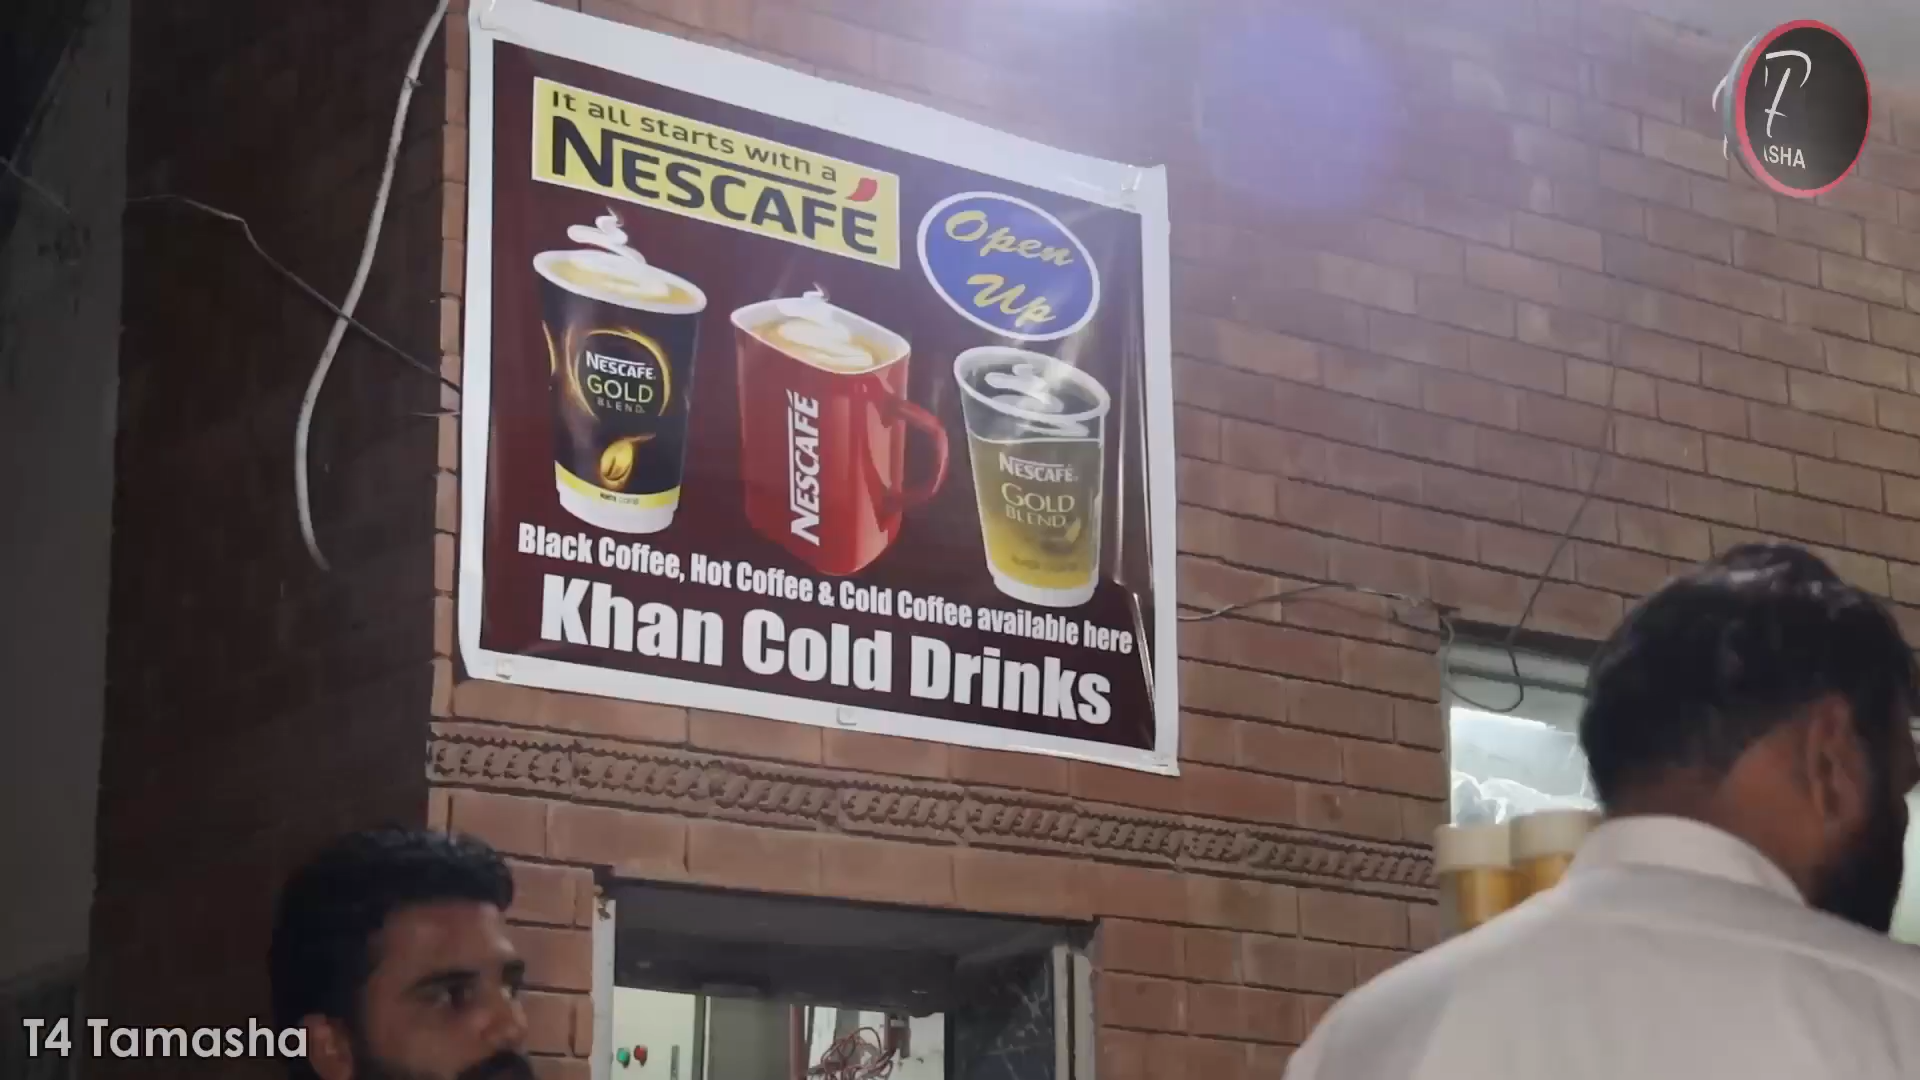 It all starts with a
NESCAFÉ
Open
Up
NESCAFÉ
GOLD
BLEND
NESCAFÉ
NESCAFÉ
GOLD
BLEND
Black Coffee, Hot Coffee & Cold Coffee available here
Khan Cold Drinks
T4 Tamasha